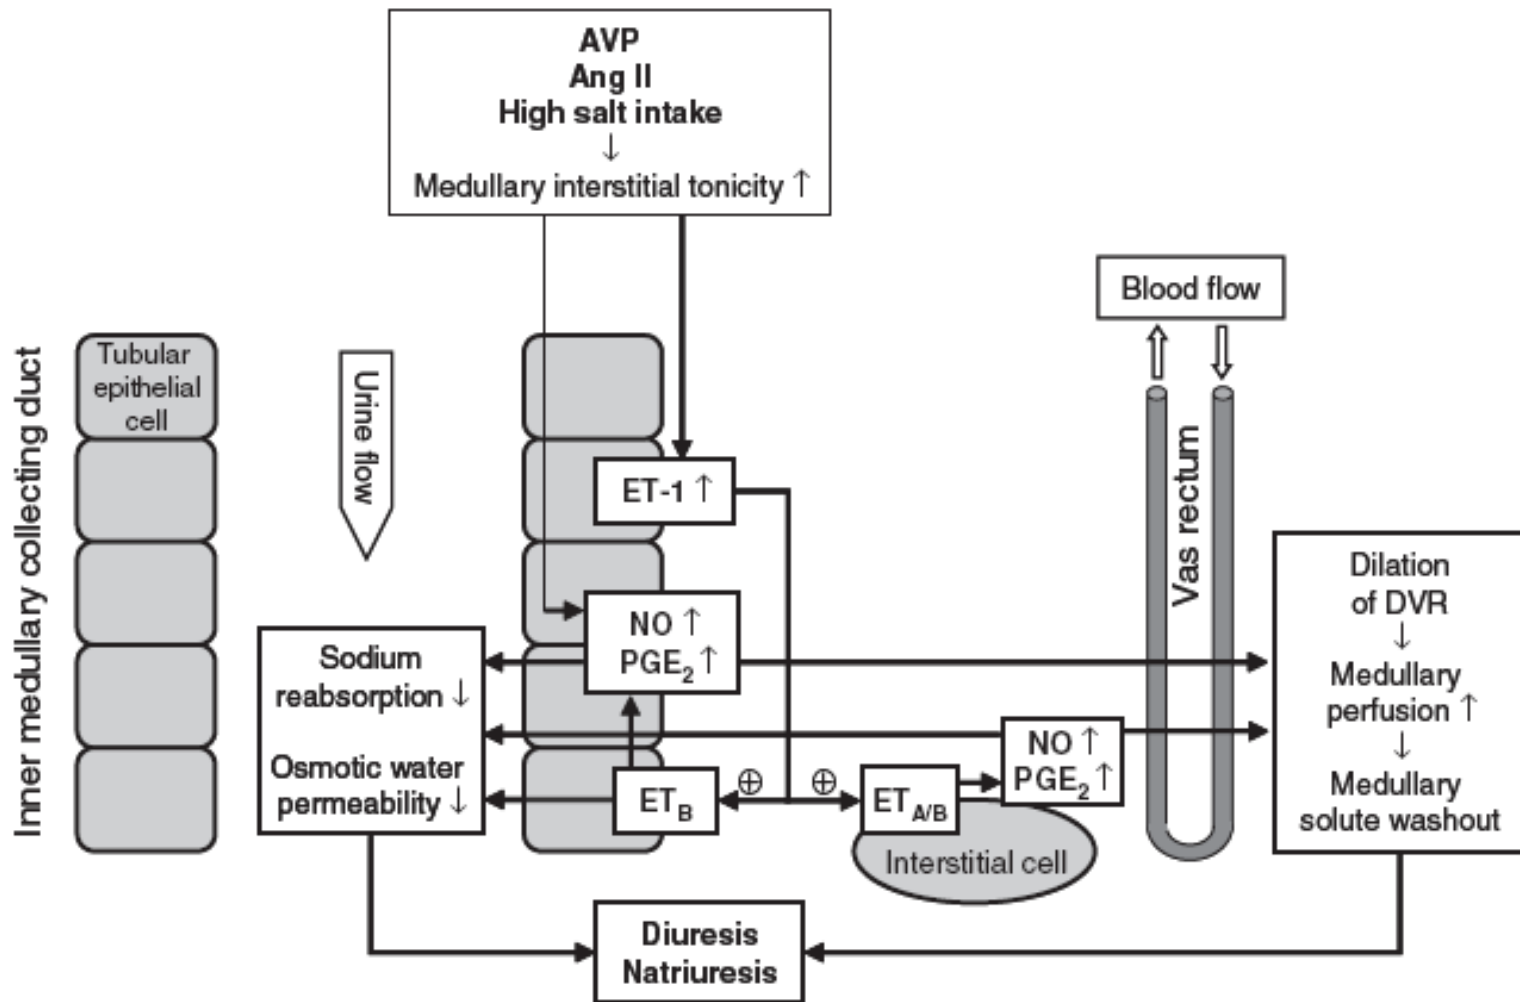 AVP
Ang II
High salt intake
↓
Medullary interstitial tonicity ↑
Blood flow
Inner medullary collecting duct
Tubular
epithelial
cell
Urine flow
ET-1 ↑
Vas rectum
NO ↑
PGE₂ ↑
Sodium
reabsorption ↓
Osmotic water
permeability ↓
ET_B
⊕
⊕
ET_A/B
NO ↑
PGE₂ ↑
Interstitial cell
Dilation
of DVR
↓
Medullary
perfusion ↑
↓
Medullary
solute washout
Diuresis
Natriuresis